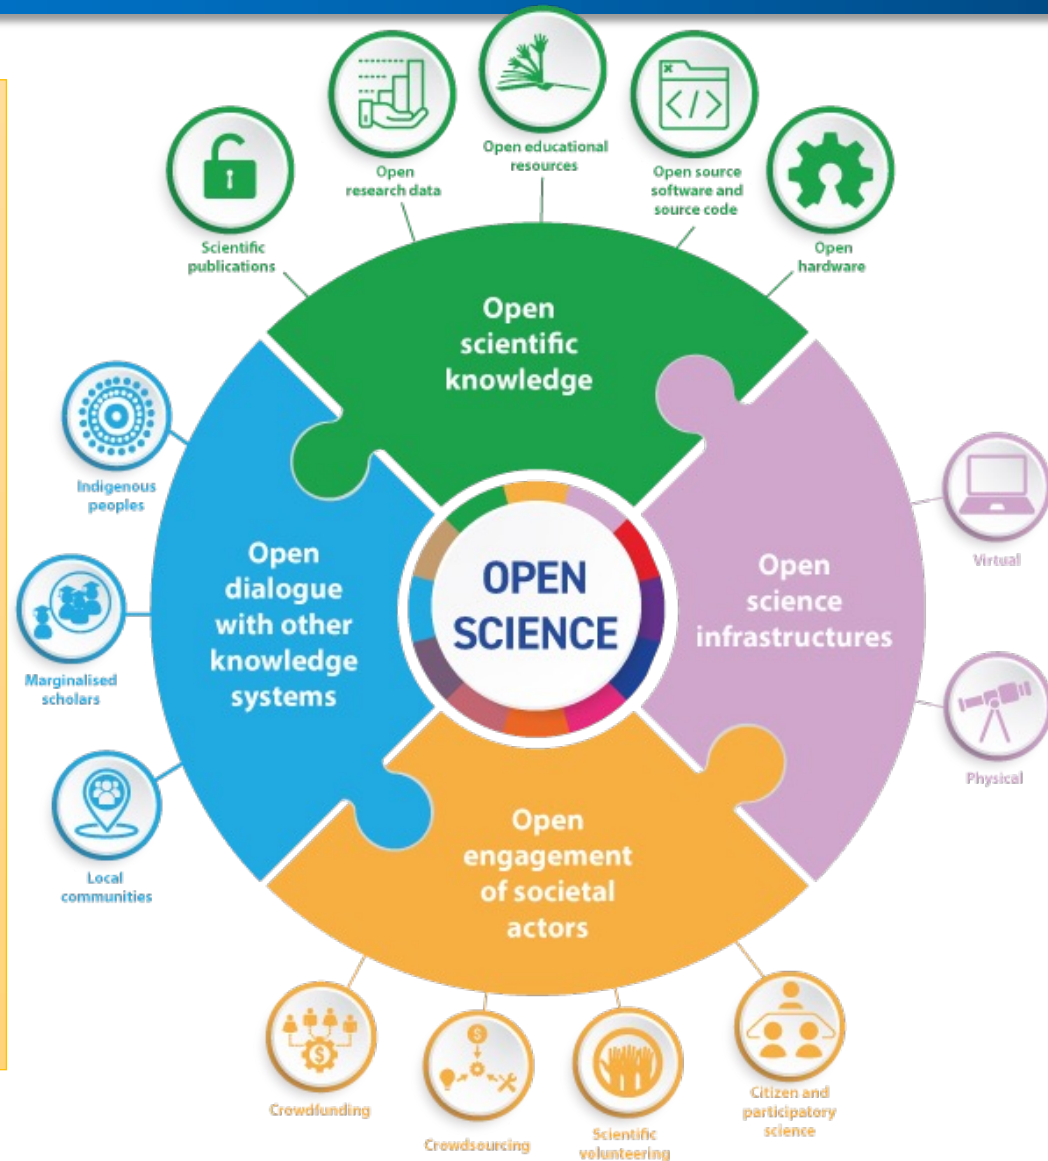 Open educational
resources
Open
research data
Open source
software and
source code
Scientific
publications
Open
hardware
Open
scientific
knowledge
Indigenous
peoples
Marginalised
scholars
Local
communities
Open
dialogue
with other
knowledge
systems
OPEN
SCIENCE
Open
science
infrastructures
Virtual
Physical
Open
engagement
of societal
actors
Crowdfunding
Crowdsourcing
Scientific
volunteering
Citizen and
participatory
science